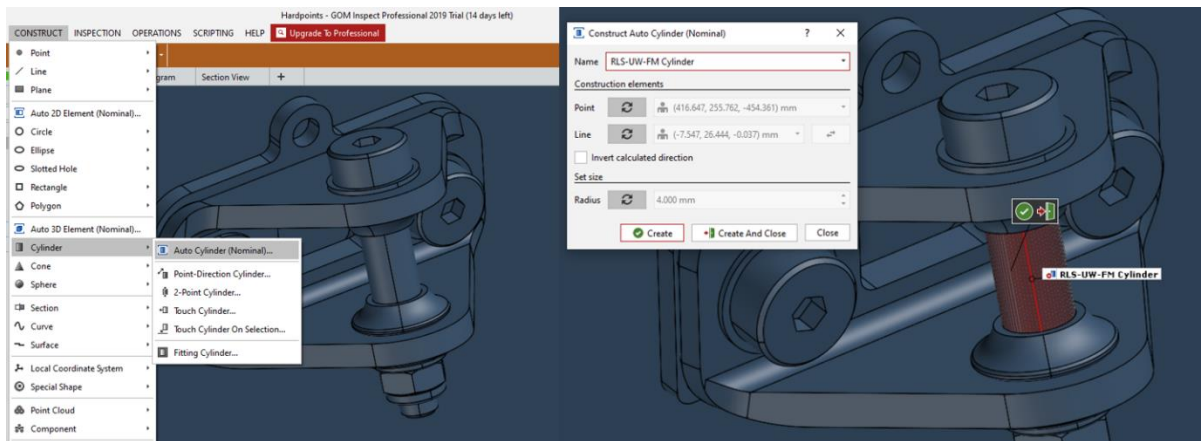 Hardpoints - GOM Inspect Professional 2019 Trial (14 days left)
CONSTRUCT INSPECTION OPERATIONS SCRIPTING HELP Upgrade To Professional
Point
Line
Plane
Auto 2D Element (Nominal)...
Circle
Ellipse
Slotted Hole
Rectangle
Polygon
Auto 3D Element (Nominal)...
Cylinder
Cone
Sphere
Section
Curve
Surface
Local Coordinate System
Special Shape
Point Cloud
Component
gram Section View +
Auto Cylinder (Nominal)...
Point-Direction Cylinder...
2-Point Cylinder...
Touch Cylinder...
Touch Cylinder On Selection...
Fitting Cylinder...
Construct Auto Cylinder (Nominal) ? ×
Name RLS-UW-FM Cylinder
Construction elements
Point (416.647, 255.762, -454.361) mm
Line (-7.547, 26.444, -0.037) mm
Invert calculated direction
Set size
Radius 4.000 mm
Create Create And Close Close
RLS-UW-FM Cylinder